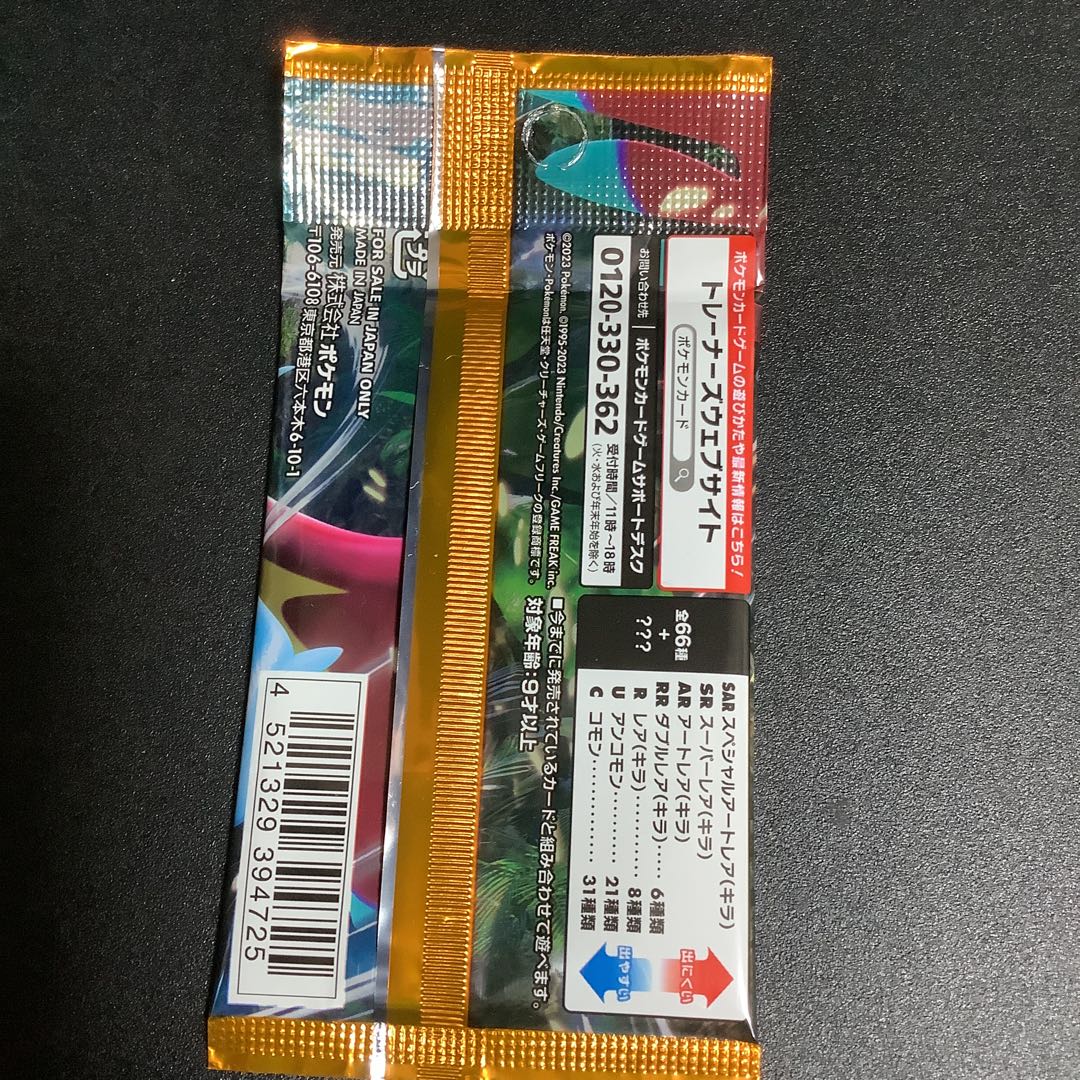 ポケモンカードゲームの遊びかたや最新情報はこちら！
トレーナーズウェブサイト
ポケモンカード
お問い合わせ先
ポケモンカードゲームサポートデスク
0120-330-362
受付時間／11時～18時
(火・水および年末年始を除く)
©2023 Pokémon. ©1995-2023 Nintendo/Creatures Inc./GAME FREAK inc.
ポケモン・Pokémonは任天堂・クリーチャーズ・ゲームフリークの登録商標です。
全66種
+
???
SAR スペシャルアートレア(キラ)
SR スーパーレア(キラ)
AR アートレア(キラ)
RR ダブルレア(キラ)‥‥ 6種類
R レア(キラ)‥‥‥‥‥ 8種類
U アンコモン‥‥‥‥ 21種類
C コモン‥‥‥‥‥‥ 31種類
出にくい
出やすい
■今までに発売されているカードと組み合わせて遊べます。
対象年齢：9才以上
プラ
FOR SALE IN JAPAN ONLY
MADE IN JAPAN
発売元 株式会社 ポケモン
〒106-6108 東京都港区六本木6-10-1
4 521329 394725